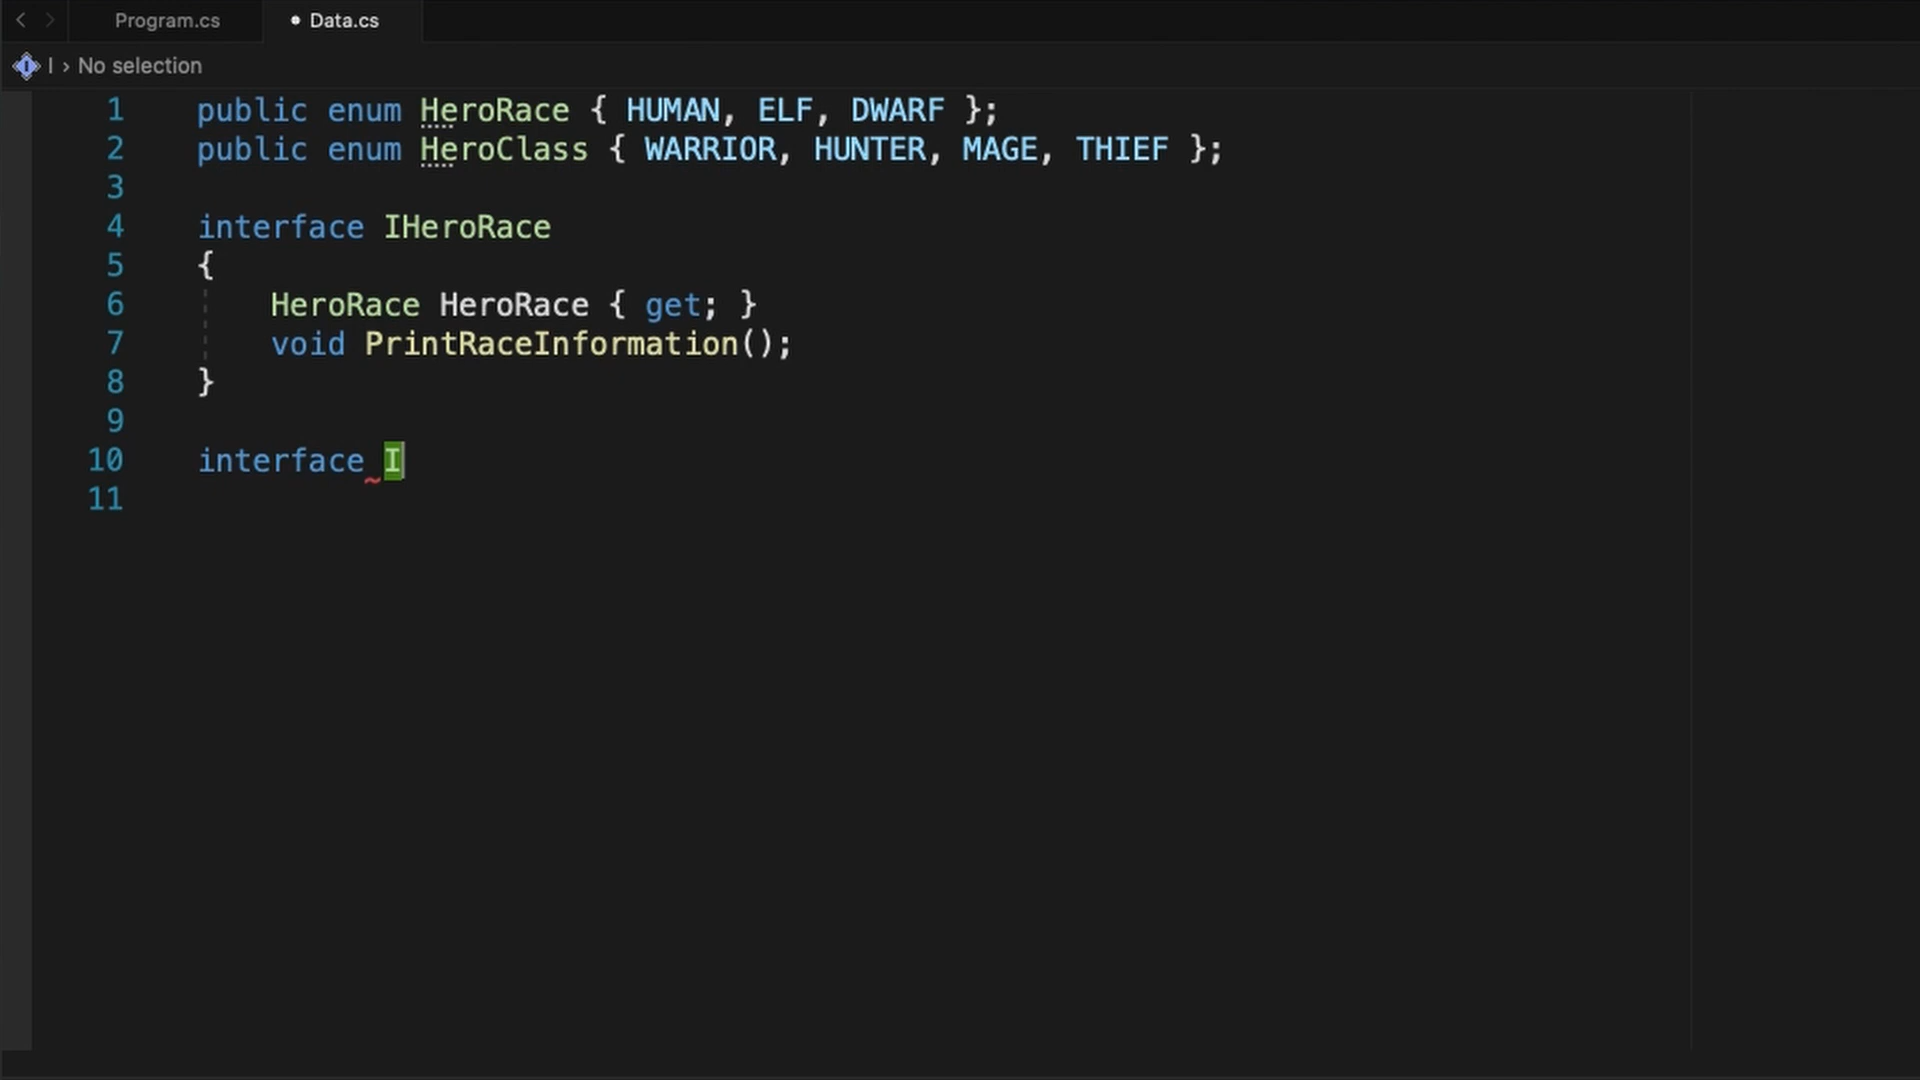 Program.cs
Data.cs
I › No selection
1 public enum HeroRace { HUMAN, ELF, DWARF };
2 public enum HeroClass { WARRIOR, HUNTER, MAGE, THIEF };
3
4 interface IHeroRace
5 {
6 HeroRace HeroRace { get; }
7 void PrintRaceInformation();
8 }
9
10 interface I
11